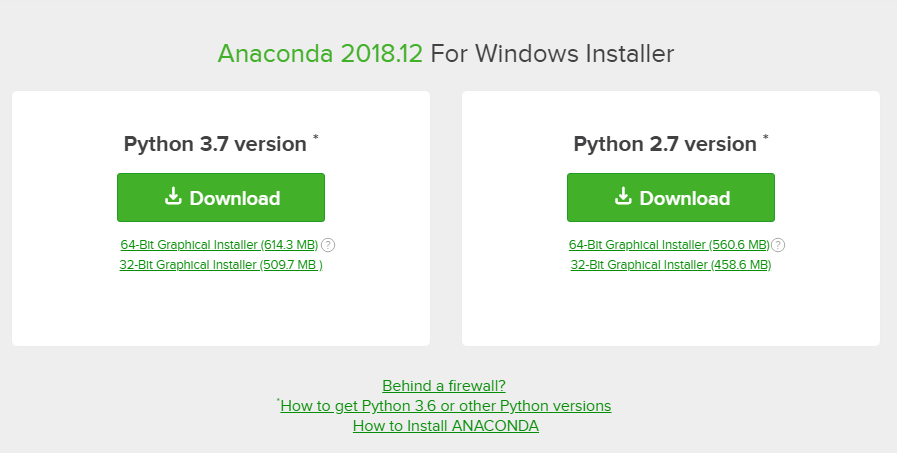 Anaconda 2018.12 For Windows Installer
Python 3.7 version *
Download
64-Bit Graphical Installer (614.3 MB) ?
32-Bit Graphical Installer (509.7 MB )
Python 2.7 version *
Download
64-Bit Graphical Installer (560.6 MB) ?
32-Bit Graphical Installer (458.6 MB)
Behind a firewall?
*How to get Python 3.6 or other Python versions
How to Install ANACONDA